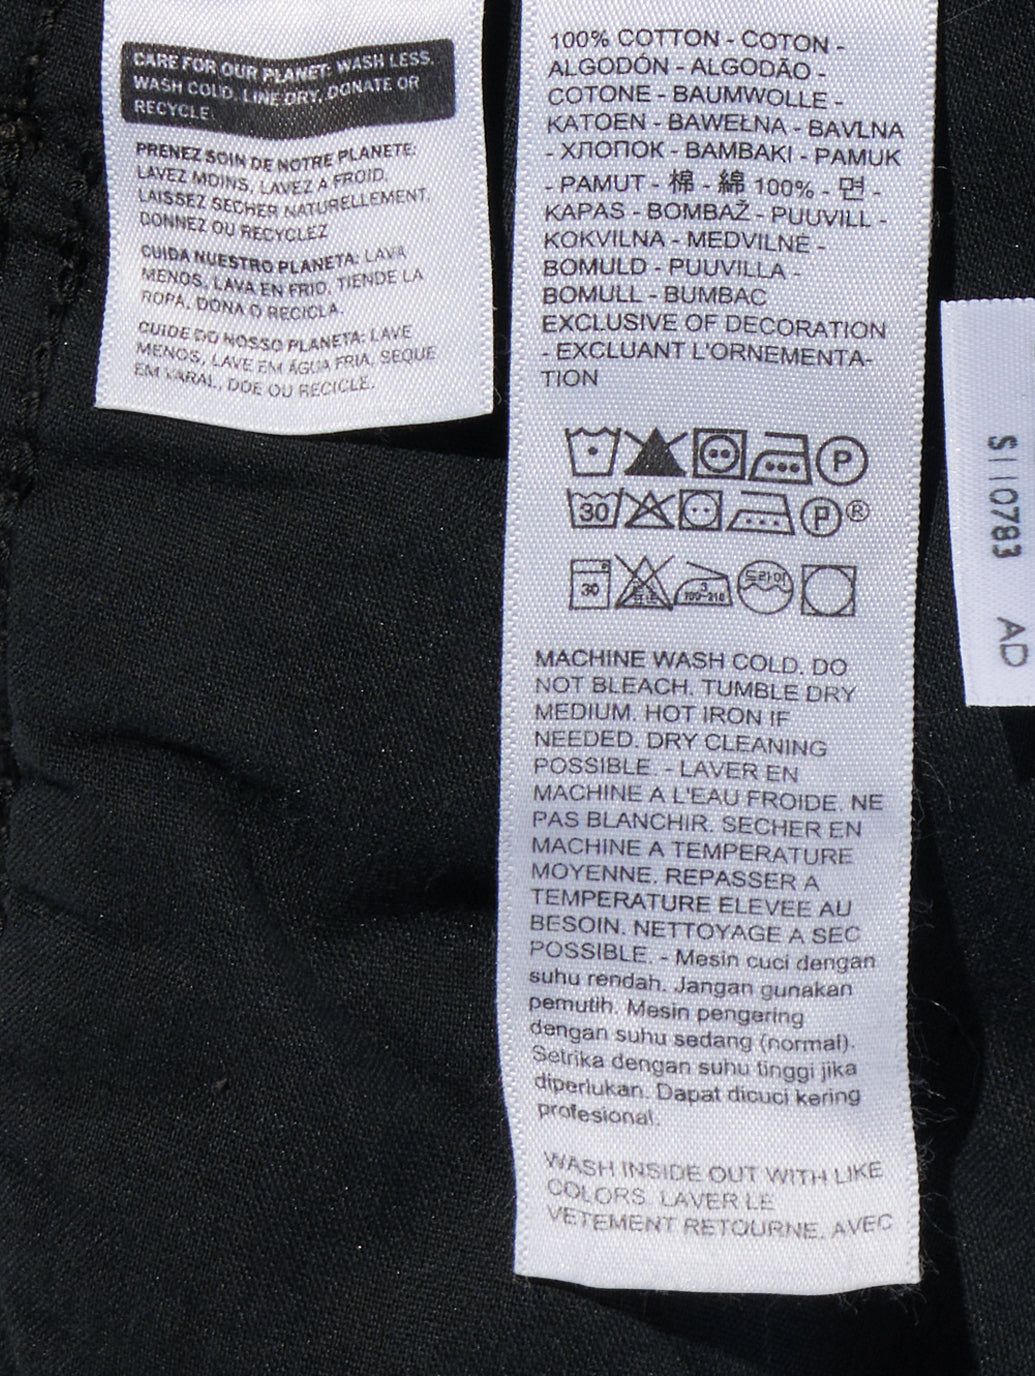 CARE FOR OUR PLANET: WASH LESS,
WASH COLD, LINE DRY, DONATE OR
RECYCLE.
PRENEZ SOIN DE NOTRE PLANETE:
LAVEZ MOINS, LAVEZ A FROID,
LAISSEZ SECHER NATURELLEMENT,
DONNEZ OU RECYCLEZ
CUIDA NUESTRO PLANETA: LAVA
MENOS, LAVA EN FRIO, TIENDE LA
ROPA, DONA O RECICLA.
CUIDE DO NOSSO PLANETA: LAVE
MENOS, LAVE EM ÁGUA FRIA, SEQUE
EM VARAL, DOE OU RECICLE.
100% COTTON - COTON -
ALGODÓN - ALGODÃO -
COTONE - BAUMWOLLE -
KATOEN - BAWEŁNA - BAVLNA
- ХЛОПОК - BAMBAKI - PAMUK
- PAMUT - 棉 - 綿 100% - 면 -
KAPAS - BOMBAŽ - PUUVILL -
KOKVILNA - MEDVILNĖ -
BOMULD - PUUVILLA -
BOMULL - BUMBAC
EXCLUSIVE OF DECORATION
- EXCLUANT L'ORNEMENTA-
TION
P
30 P ®
30 3 드라이
MACHINE WASH COLD. DO
NOT BLEACH. TUMBLE DRY
MEDIUM. HOT IRON IF
NEEDED. DRY CLEANING
POSSIBLE. - LAVER EN
MACHINE A L'EAU FROIDE. NE
PAS BLANCHIR. SECHER EN
MACHINE A TEMPERATURE
MOYENNE. REPASSER A
TEMPERATURE ELEVEE AU
BESOIN. NETTOYAGE A SEC
POSSIBLE. - Mesin cuci dengan
suhu rendah. Jangan gunakan
pemutih. Mesin pengering
dengan suhu sedang (normal).
Setrika dengan suhu tinggi jika
diperlukan. Dapat dicuci kering
profesional.
WASH INSIDE OUT WITH LIKE
COLORS. LAVER LE
VETEMENT RETOURNE, AVEC
S110783 AD